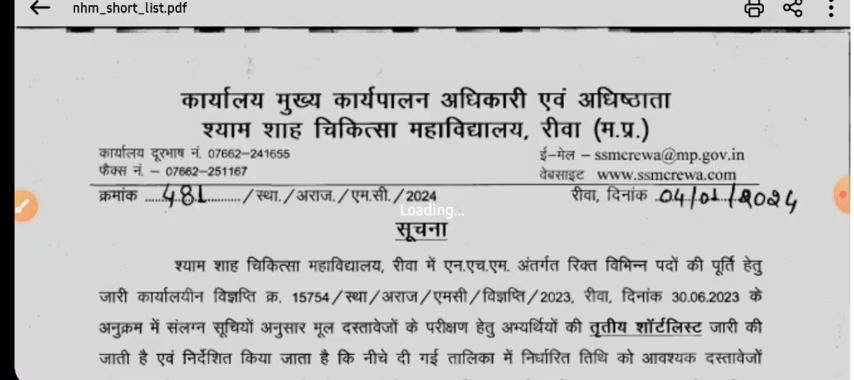 nhm_short_list.pdf
कार्यालय मुख्य कार्यपालन अधिकारी एवं अधिष्ठाता
श्याम शाह चिकित्सा महाविद्यालय, रीवा (म.प्र.)
कार्यालय दूरभाष नं. 07662-241655 ई-मेल - ssmcrewa@mp.gov.in
फैक्स नं. - 07662-251167 वेबसाइट www.ssmcrewa.com
क्रमांक ....481............/स्था./अराज./एम.सी./2024 रीवा, दिनांक 04/01/2024
Loading...
सूचना
श्याम शाह चिकित्सा महाविद्यालय, रीवा में एन.एच.एम. अंतर्गत रिक्त विभिन्न पदों की पूर्ति हेतु
जारी कार्यालयीन विज्ञप्ति क्र. 15754/स्था/अराज/एमसी/विज्ञप्ति/2023, रीवा, दिनांक 30.06.2023 के
अनुक्रम में संलग्न सूचियों अनुसार मूल दस्तावेजों के परीक्षण हेतु अभ्यर्थियों की तृतीय शॉर्टलिस्ट जारी की
जाती है एवं निर्देशित किया जाता है कि नीचे दी गई तालिका में निर्धारित तिथि को आवश्यक दस्तावेजों